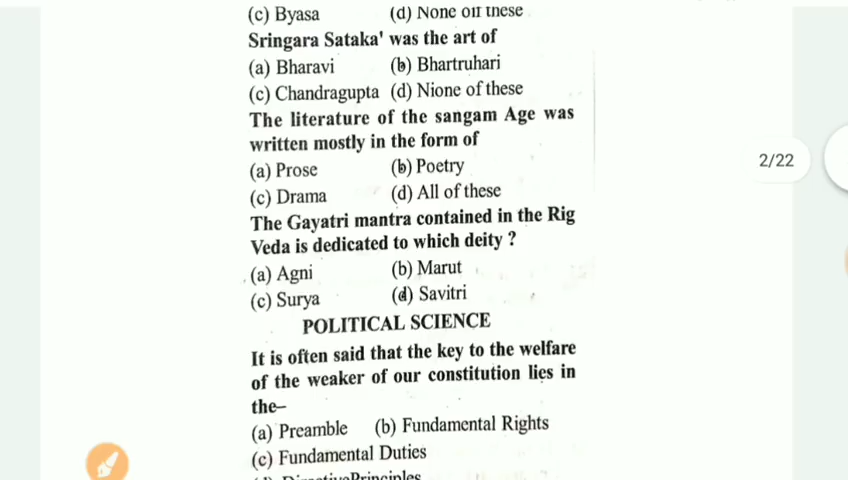 (c) Byasa (d) None off these
Sringara Sataka' was the art of
(a) Bharavi (b) Bhartruhari
(c) Chandragupta (d) Nione of these
The literature of the sangam Age was
written mostly in the form of
(a) Prose (b) Poetry
(c) Drama (d) All of these
The Gayatri mantra contained in the Rig
Veda is dedicated to which deity ?
(a) Agni (b) Marut
(c) Surya (d) Savitri
POLITICAL SCIENCE
It is often said that the key to the welfare
of the weaker of our constitution lies in
the–
(a) Preamble (b) Fundamental Rights
(c) Fundamental Duties
Principles
2/22